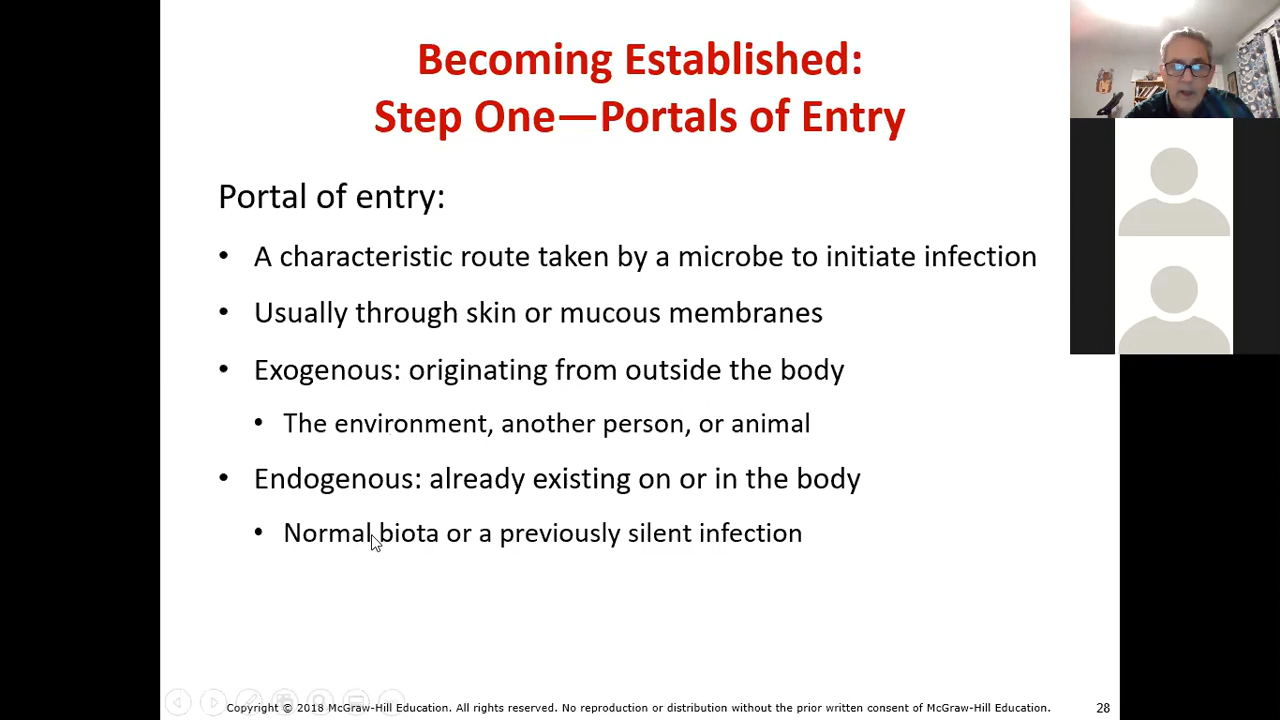 Becoming Established:
Step One—Portals of Entry
Portal of entry:
• A characteristic route taken by a microbe to initiate infection
• Usually through skin or mucous membranes
• Exogenous: originating from outside the body
• The environment, another person, or animal
• Endogenous: already existing on or in the body
• Normal biota or a previously silent infection
Copyright © 2018 McGraw-Hill Education. All rights reserved. No reproduction or distribution without the prior written consent of McGraw-Hill Education.
28